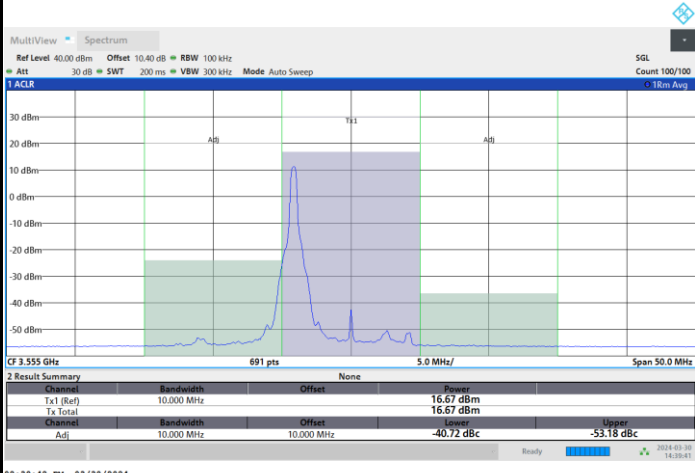 MultiView Spectrum
Ref Level 40.00 dBm Offset 10.40 dB RBW 100 kHz SGL
Att 30 dB SWT 200 ms VBW 300 kHz Mode Auto Sweep Count 100/100
1 ACLR 1Rm Avg
30 dBm
Tx1
20 dBm
Adj Adj
10 dBm
0 dBm
-10 dBm
-20 dBm
-30 dBm
-40 dBm
-50 dBm
CF 3.555 GHz 691 pts 5.0 MHz/ Span 50.0 MHz
2 Result Summary None
Channel Bandwidth Offset Power
Tx1 (Ref) 10.000 MHz 16.67 dBm
Tx Total 16.67 dBm
Channel Bandwidth Offset Lower Upper
Adj 10.000 MHz 10.000 MHz -40.72 dBc -53.18 dBc
Ready 2024-03-30
14:39:41